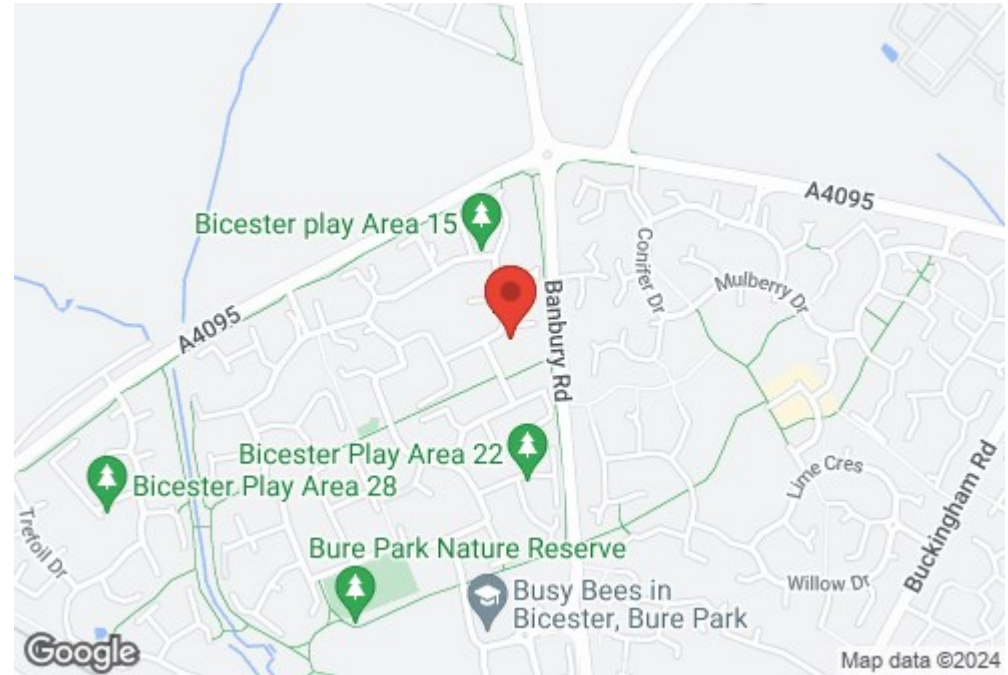 A4095
Bicester play Area 15
Conifer Dr
Mulberry Dr
Banbury Rd
A4095
Bicester Play Area 22
Bicester Play Area 28
Lime Cres
Trefoil Dr
Bure Park Nature Reserve
Buckingham Rd
Willow Dr
Busy Bees in
Bicester, Bure Park
Google
Map data ©2024